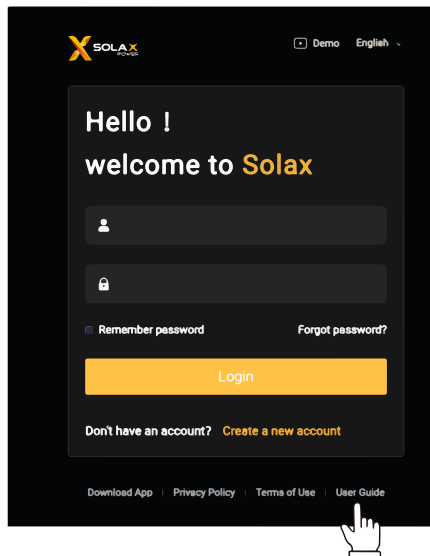 SOLAX
POWER
Demo English
Hello !
welcome to Solax
Remember password Forgot password?
Login
Don't have an account? Create a new account
Download App | Privacy Policy | Terms of Use | User Guide